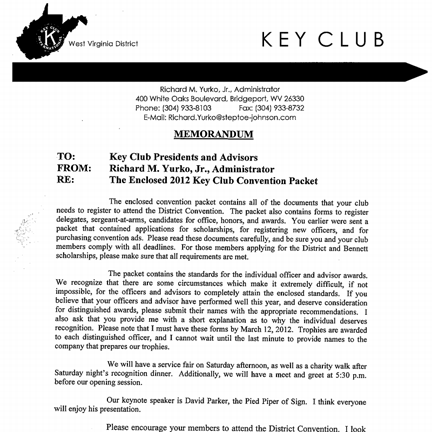 West Virginia District
KEY CLUB
Richard M. Yurko, Jr., Administrator
400 White Oaks Boulevard, Bridgeport, WV 26330
Phone: (304) 933-8103 Fax: (304) 933-8732
E-Mail: Richard.Yurko@steptoe-johnson.com
MEMORANDUM
TO: Key Club Presidents and Advisors
FROM: Richard M. Yurko, Jr., Administrator
RE: The Enclosed 2012 Key Club Convention Packet
The enclosed convention packet contains all of the documents that your club
needs to register to attend the District Convention. The packet also contains forms to register
delegates, sergeant-at-arms, candidates for office, honors, and awards. You earlier were sent a
packet that contained applications for scholarships, for registering new officers, and for
purchasing convention ads. Please read these documents carefully, and be sure you and your club
members comply with all deadlines. For those members applying for the District and Bennett
scholarships, please make sure that all requirements are met.
The packet contains the standards for the individual officer and advisor awards.
We recognize that there are some circumstances which make it extremely difficult, if not
impossible, for the officers and advisors to completely attain the enclosed standards. If you
believe that your officers and advisor have performed well this year, and deserve consideration
for distinguished awards, please submit their names with the appropriate recommendations. I
also ask that you provide me with a short explanation as to why the individual deserves
recognition. Please note that I must have these forms by March 12, 2012. Trophies are awarded
to each distinguished officer, and I cannot wait until the last minute to provide names to the
company that prepares our trophies.
We will have a service fair on Saturday afternoon, as well as a charity walk after
Saturday night's recognition dinner. Additionally, we will have a meet and greet at 5:30 p.m.
before our opening session.
Our keynote speaker is David Parker, the Pied Piper of Sign. I think everyone
will enjoy his presentation.
Please encourage your members to attend the District Convention. I look